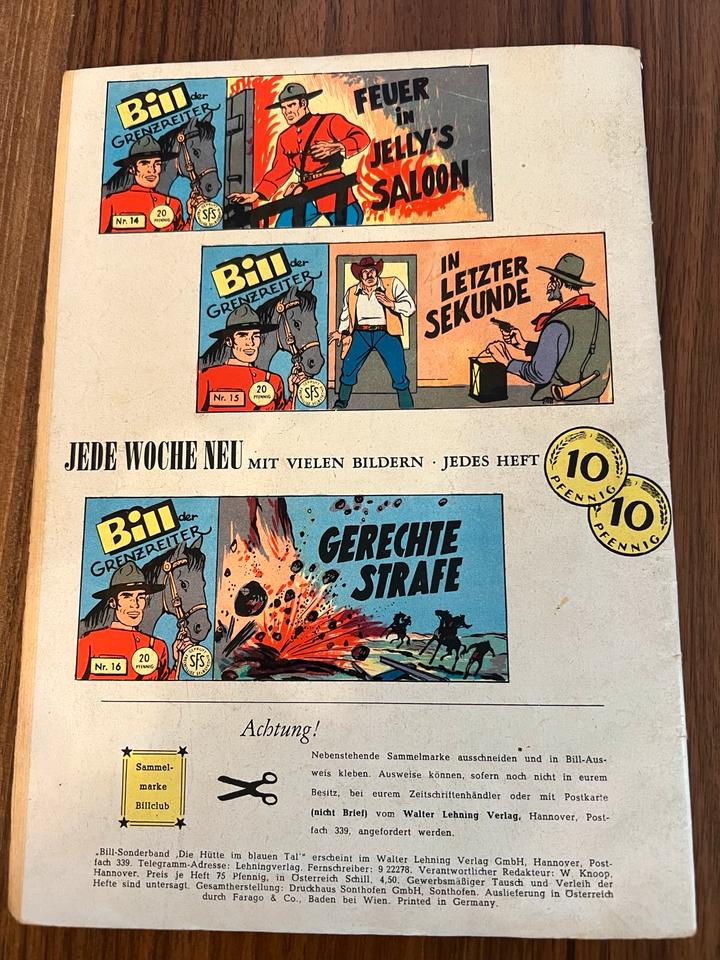 Bill der
GRENZREITER
Nr. 14
20
PFENNIG
SFS
FEUER
in
JELLY'S
SALOON
Bill der
GRENZREITER
Nr. 15
20
PFENNIG
SFS
IN
LETZTER
SEKUNDE
JEDE WOCHE NEU MIT VIELEN BILDERN · JEDES HEFT
10
PFENNIG
10
PFENNIG
Bill der
GRENZREITER
Nr. 16
20
PFENNIG
SFS
GERECHTE
STRAFE
Achtung!
Sammel-
marke
Billclub
Nebenstehende Sammelmarke ausschneiden und in Bill-Aus-
weis kleben. Ausweise können, sofern noch nicht in eurem
Besitz, bei eurem Zeitschriftenhändler oder mit Postkarte
(nicht Brief) vom Walter Lehning Verlag, Hannover, Post-
fach 339, angefordert werden.
„Bill-Sonderband ‚Die Hütte im blauen Tal'“ erscheint im Walter Lehning Verlag GmbH, Hannover, Post-
fach 339. Telegramm-Adresse: Lehningverlag. Fernschreiber: 9 22278. Verantwortlicher Redakteur: W. Knoop,
Hannover. Preis je Heft 75 Pfennig, in Österreich Schill. 4,50. Gewerbsmäßiger Tausch und Verleih der
Hefte sind untersagt. Gesamtherstellung: Druckhaus Sonthofen GmbH, Sonthofen. Auslieferung in Österreich
durch Farago & Co., Baden bei Wien. Printed in Germany.